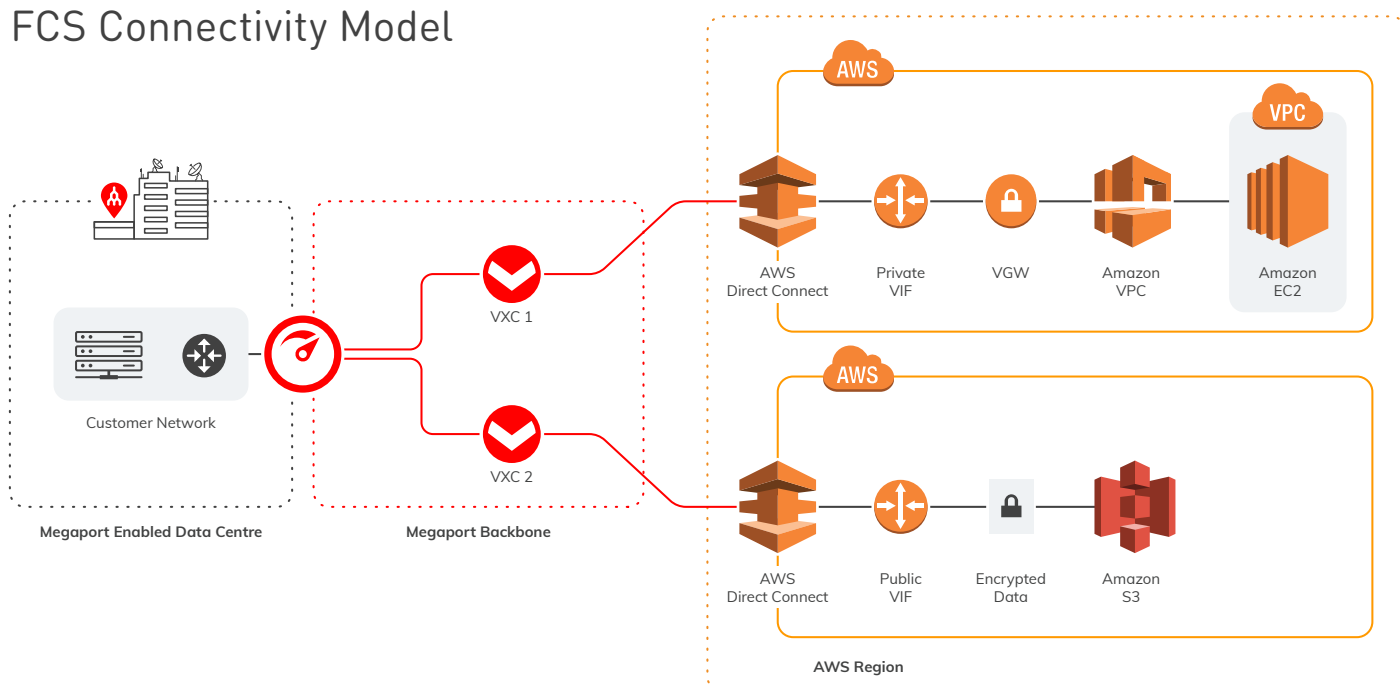 FCS Connectivity Model
AWS
VPC
AWS
Direct Connect
Private
VIF
VGW
Amazon
VPC
Amazon
EC2
VXC 1
Customer Network
VXC 2
Megaport Enabled Data Centre
Megaport Backbone
AWS
AWS
Direct Connect
Public
VIF
Encrypted
Data
Amazon
S3
AWS Region